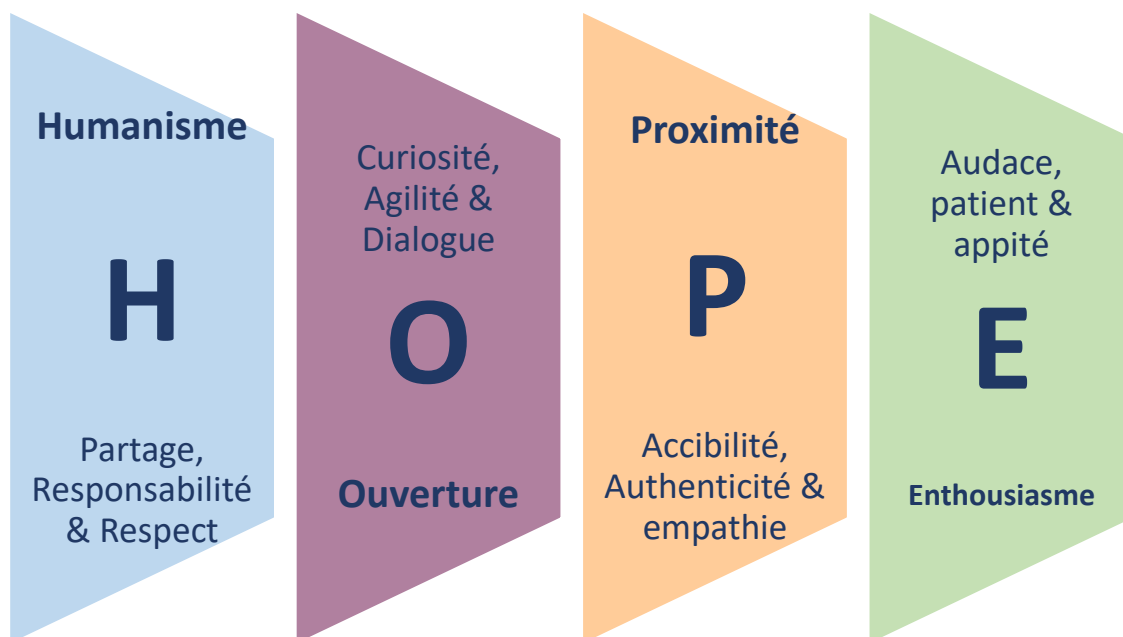 Humanisme
H
Partage,
Responsabilité
& Respect
Curiosité,
Agilité &
Dialogue
O
Ouverture
Proximité
P
Accibilité,
Authenticité &
empathie
Audace,
patient &
appité
E
Enthousiasme